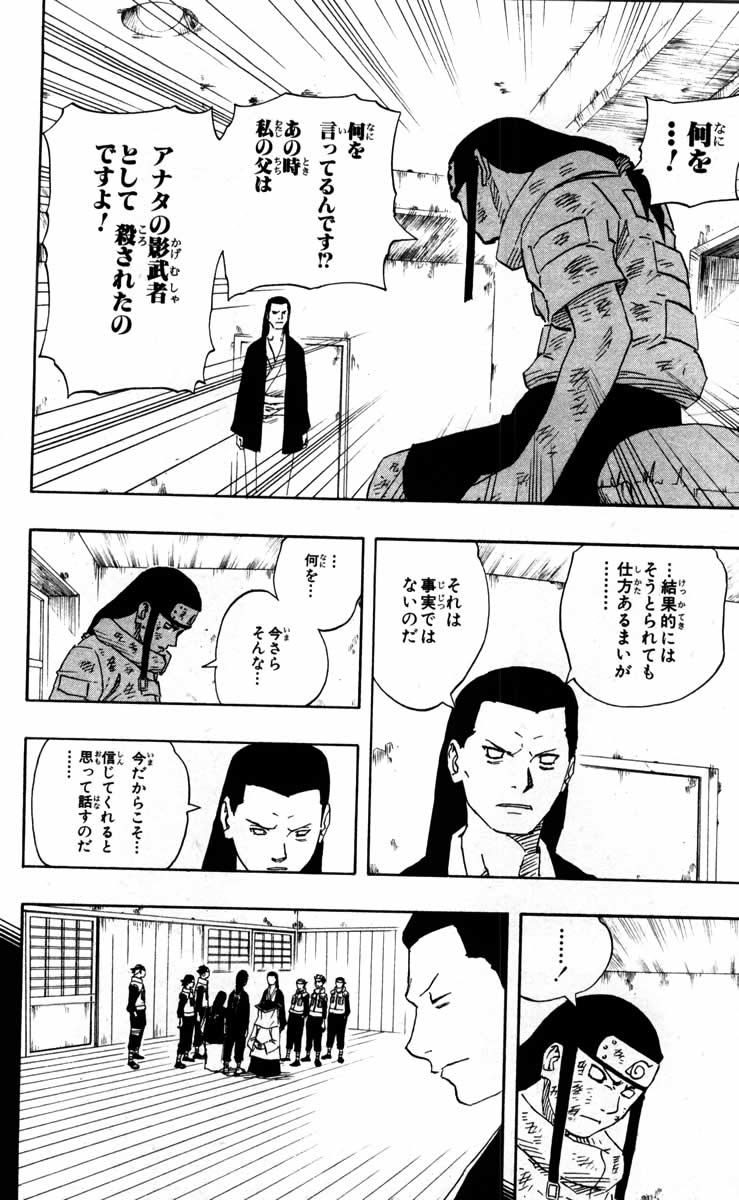 何を
…！
何を
言ってるんです!?
あの時
私の父は
アナタの影武者
として 殺されたの
ですよ！
…結果的には
そうとられても
仕方あるまいが
………
それは
事実では
ないのだ
…
何を…
今さら
そんな…
今だからこそ…
信じてくれると
思って話すのだ
……
…
…！